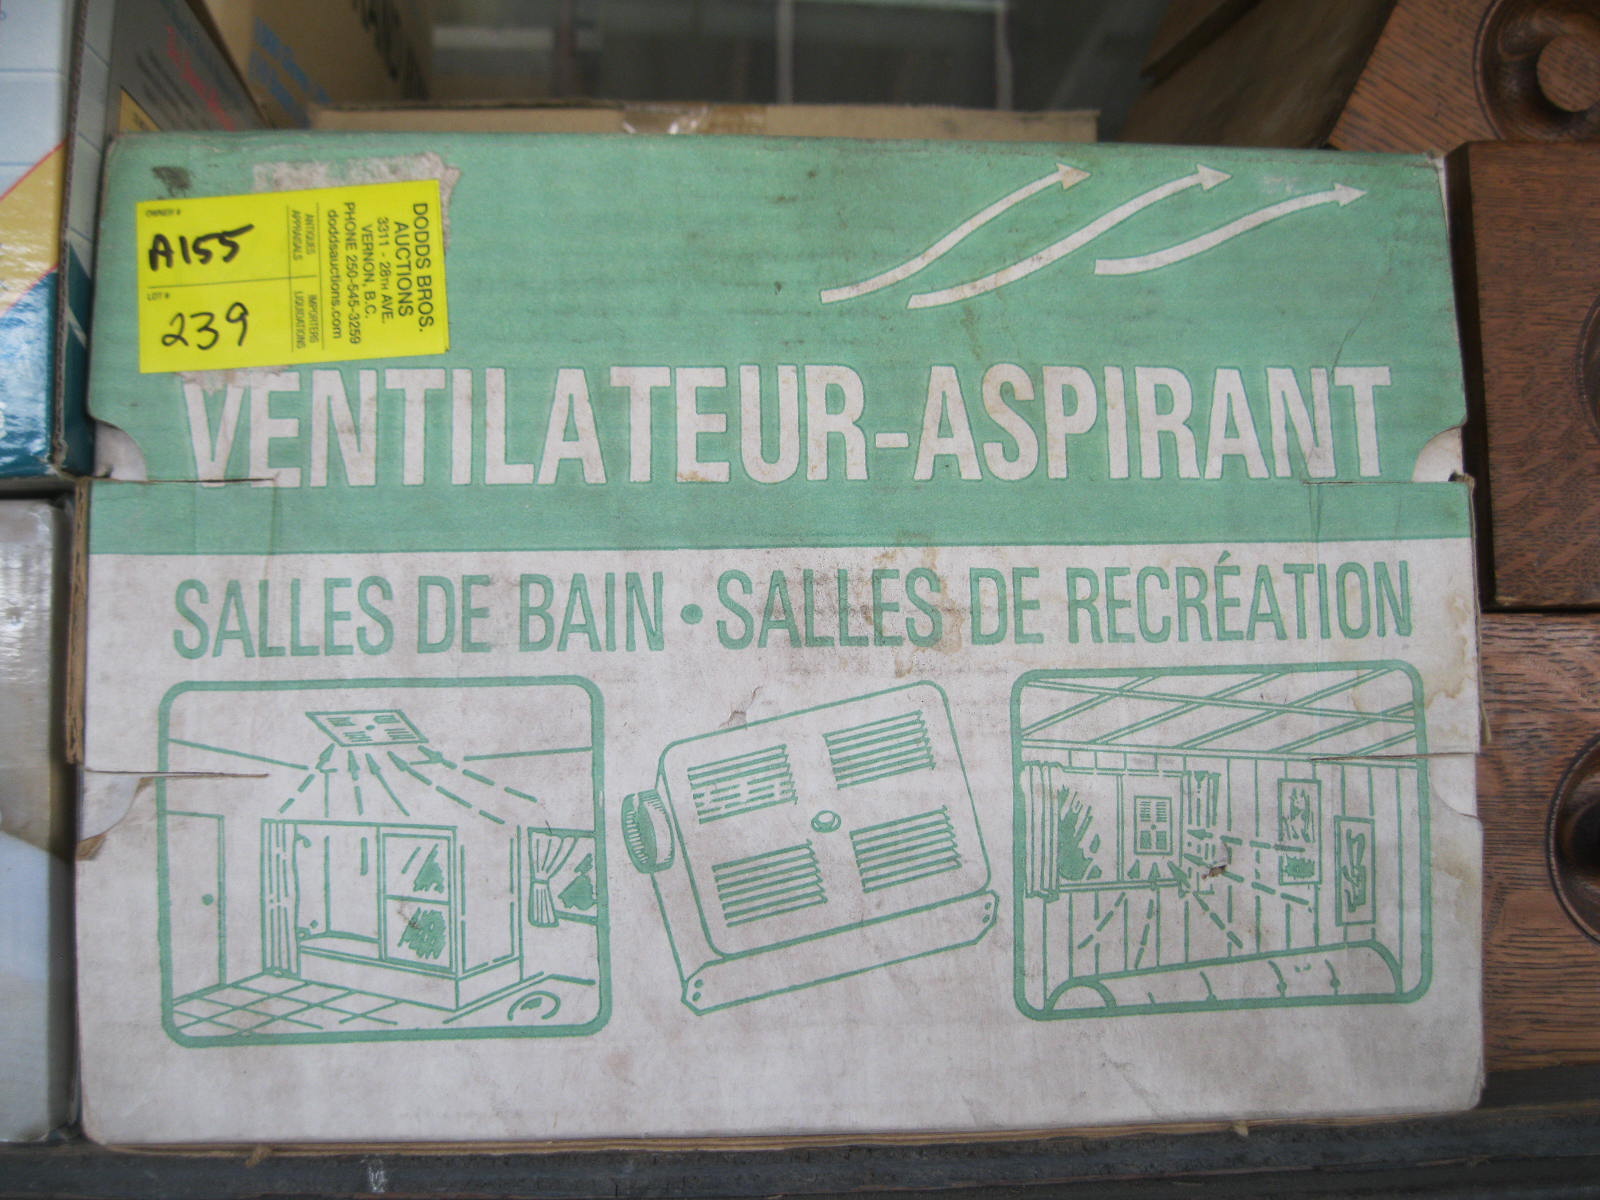 OWNER #
A155
LOT #
239
ANTIQUES
APPRAISALS
IMPORTERS
LIQUIDATIONS
DODDS BROS.
AUCTIONS
3311 - 28TH AVE.
VERNON, B.C.
PHONE 250-545-3259
doddsauctions.com
VENTILATEUR-ASPIRANT
SALLES DE BAIN • SALLES DE RECRÉATION